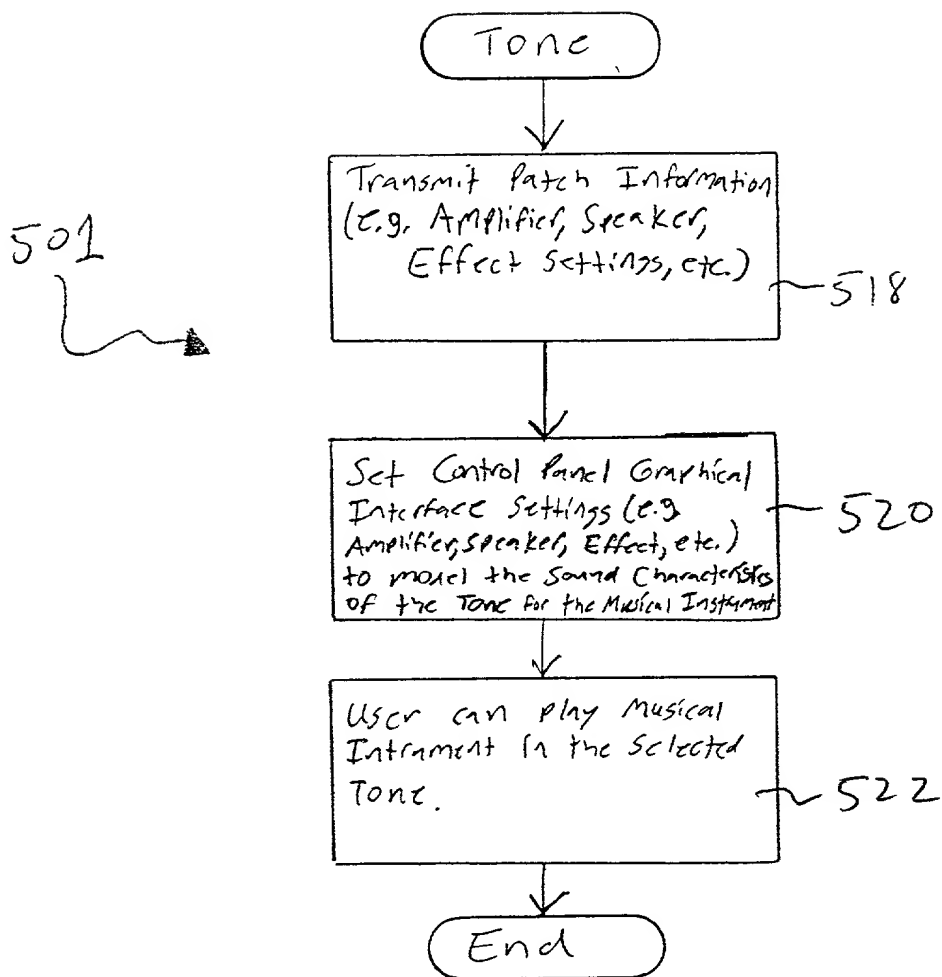 Tone
Transmit Patch Information
(e.g. Amplifier, Speaker,
Effect Settings, etc.)
518
501
Set Control Panel Graphical
Interface Settings (e.g.
Amplifier, Speaker, Effect, etc.)
to model the Sound Characteristics
of the Tone for the Musical Instrument
520
User can play Musical
Intrument in the Selected
Tone.
522
End